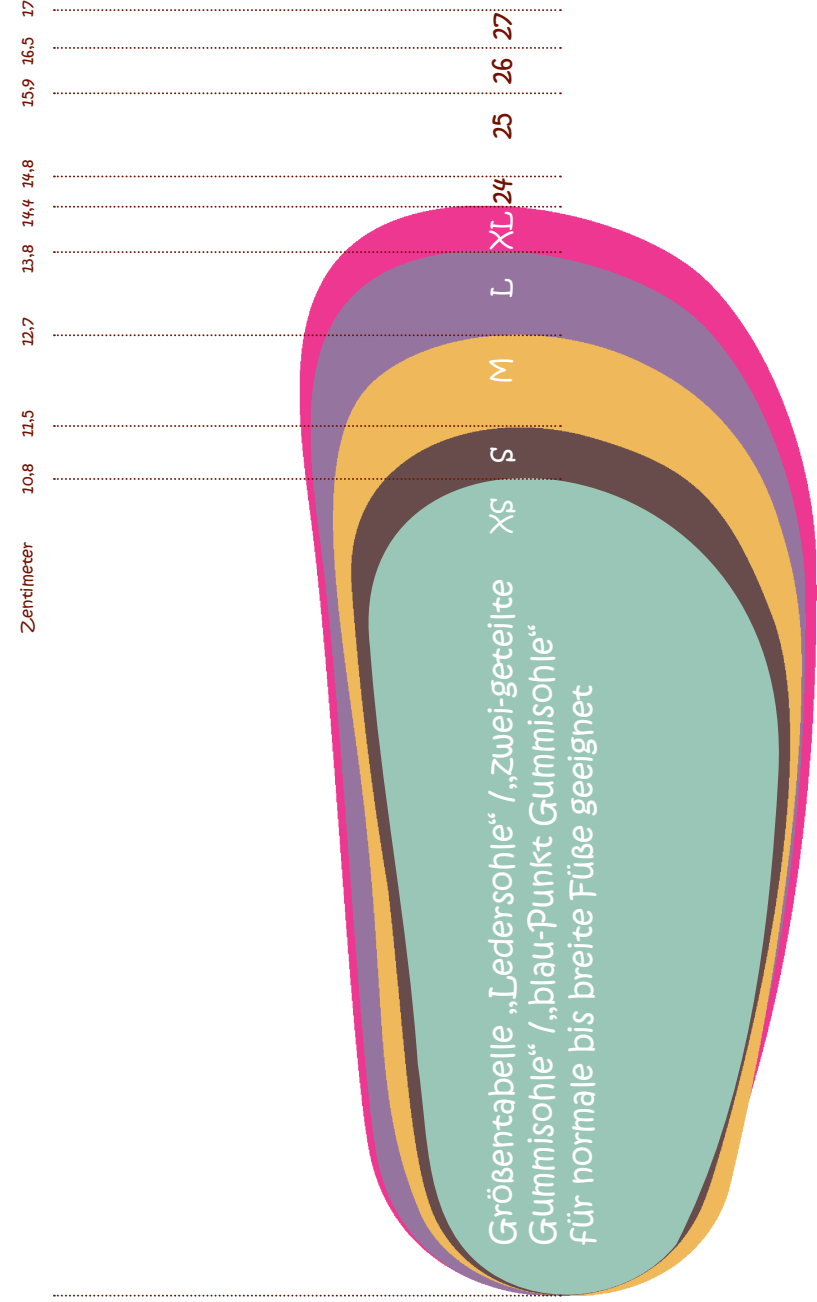 17
16,5
15,9
14,8
14,4
13,8
12,7
11,5
10,8
Zentimeter
27
26
25
24
XL
L
M
S
XS
Größentabelle „Ledersohle“ /„zwei-geteilte
Gummisohle“ /„blau-Punkt Gummisohle“
für normale bis breite Füße geeignet